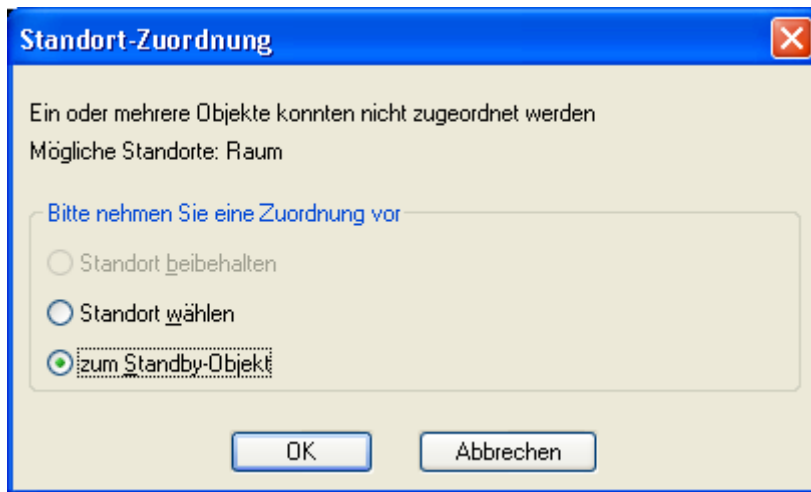 Standort-Zuordnung
Ein oder mehrere Objekte konnten nicht zugeordnet werden
Mögliche Standorte: Raum
Bitte nehmen Sie eine Zuordnung vor
Standort beibehalten
Standort wählen
zum Standby-Objekt
OK Abbrechen